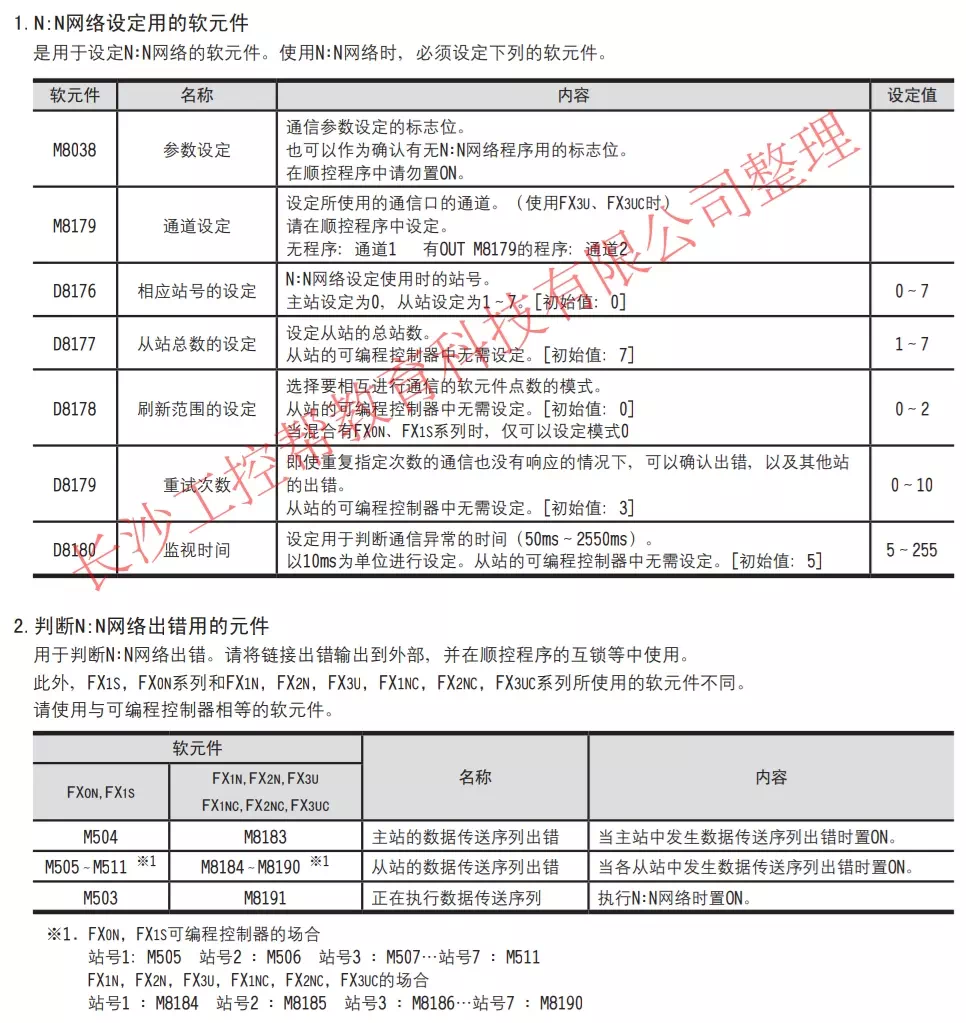 1. N:N网络设定用的软元件
是用于设定N:N网络的软元件。使用N:N网络时，必须设定下列的软元件。
软元件 名称 内容 设定值
M8038 参数设定 通信参数设定的标志位。
也可以作为确认有无N:N网络程序用的标志位。
在顺控程序中请勿置ON。
M8179 通道设定 设定所使用的通信口的通道。（使用FX3U、FX3UC时）
请在顺控程序中设定。
无程序：通道1 有OUT M8179的程序：通道2
D8176 相应站号的设定 N:N网络设定使用时的站号。
主站设定为0，从站设定为1~7。[初始值：0] 0~7
D8177 从站总数的设定 设定从站的总站数。
从站的可编程控制器中无需设定。[初始值：7] 1~7
D8178 刷新范围的设定 选择要相互进行通信的软元件点数的模式。
从站的可编程控制器中无需设定。[初始值：0] 0~2
当混合有FX0N、FX1S系列时，仅可以设定模式0
D8179 重试次数 即使重复指定次数的通信也没有响应的情况下，可以确认出错，以及其他站
的出错。 0~10
从站的可编程控制器中无需设定。[初始值：3]
D8180 监视时间 设定用于判断通信异常的时间（50ms~2550ms）。
以10ms为单位进行设定。从站的可编程控制器中无需设定。[初始值：5] 5~255
2. 判断N:N网络出错用的元件
用于判断N:N网络出错。请将链接出错输出到外部，并在顺控程序的互锁等中使用。
此外，FX1S，FX0N系列和FX1N，FX2N，FX3U，FX1NC，FX2NC，FX3UC系列所使用的软元件不同。
请使用与可编程控制器相等的软元件。
软元件 名称 内容
FX0N,FX1S FX1N,FX2N,FX3U
FX1NC,FX2NC,FX3UC
M504 M8183 主站的数据传送序列出错 当主站中发生数据传送序列出错时置ON。
M505~M511 ※1 M8184~M8190 ※1 从站的数据传送序列出错 当各从站中发生数据传送序列出错时置ON。
M503 M8191 正在执行数据传送序列 执行N:N网络时置ON。
※1. FX0N，FX1S可编程控制器的场合
站号1：M505 站号2：M506 站号3：M507…站号7：M511
FX1N，FX2N，FX3U，FX1NC，FX2NC，FX3UC的场合
站号1：M8184 站号2：M8185 站号3：M8186…站号7：M8190
长沙工控帮教育科技有限公司整理